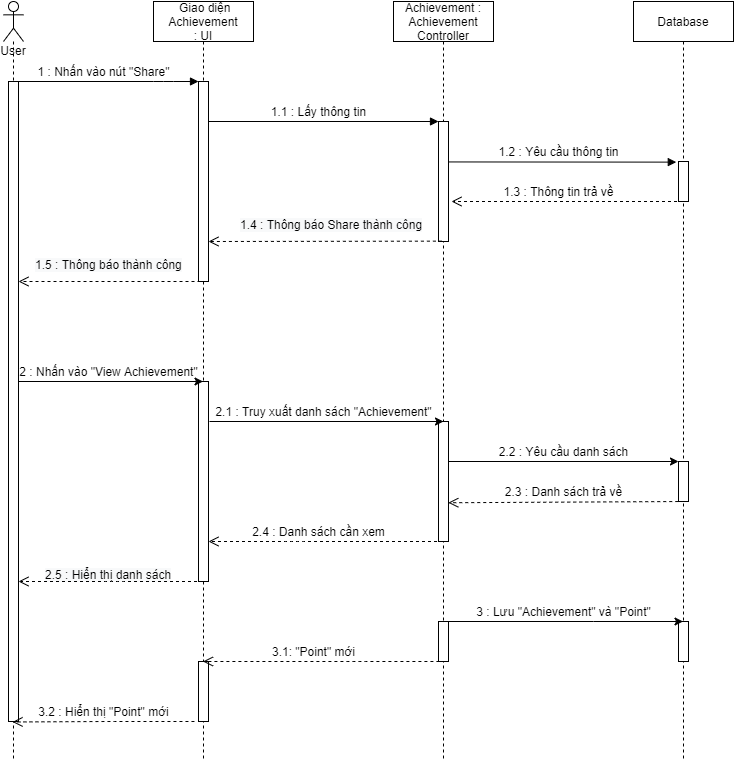 User
Giao diện
Achievement
: UI
Achievement :
Achievement
Controller
Database
1 : Nhấn vào nút "Share"
1.1 : Lấy thông tin
1.2 : Yêu cầu thông tin
1.3 : Thông tin trả về
1.4 : Thông báo Share thành công
1.5 : Thông báo thành công
2 : Nhấn vào "View Achievement"
2.1 : Truy xuất danh sách "Achievement"
2.2 : Yêu cầu danh sách
2.3 : Danh sách trả về
2.4 : Danh sách cần xem
2.5 : Hiển thị danh sách
3 : Lưu "Achievement" và "Point"
3.1: "Point" mới
3.2 : Hiển thị "Point" mới